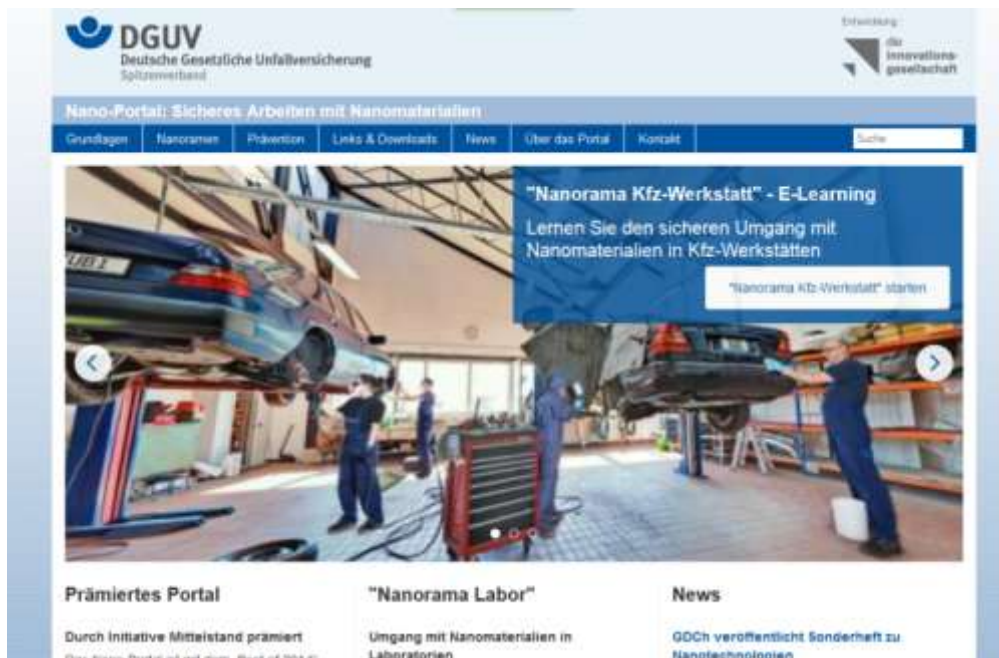 DGUV
Deutsche Gesetzliche Unfallversicherung
Spitzenverband
Entwicklung:
die
innovations-
gesellschaft
Nano-Portal: Sicheres Arbeiten mit Nanomaterialien
Grundlagen Nanoramen Prävention Links & Downloads News Über das Portal Kontakt Suche
"Nanorama Kfz-Werkstatt" - E-Learning
Lernen Sie den sicheren Umgang mit
Nanomaterialien in Kfz-Werkstätten
"Nanorama Kfz-Werkstatt" starten
Prämiertes Portal "Nanorama Labor" News
Durch Initiative Mittelstand prämiert Umgang mit Nanomaterialien in GDCh veröffentlicht Sonderheft zu
Laboratorien Nanotechnologien